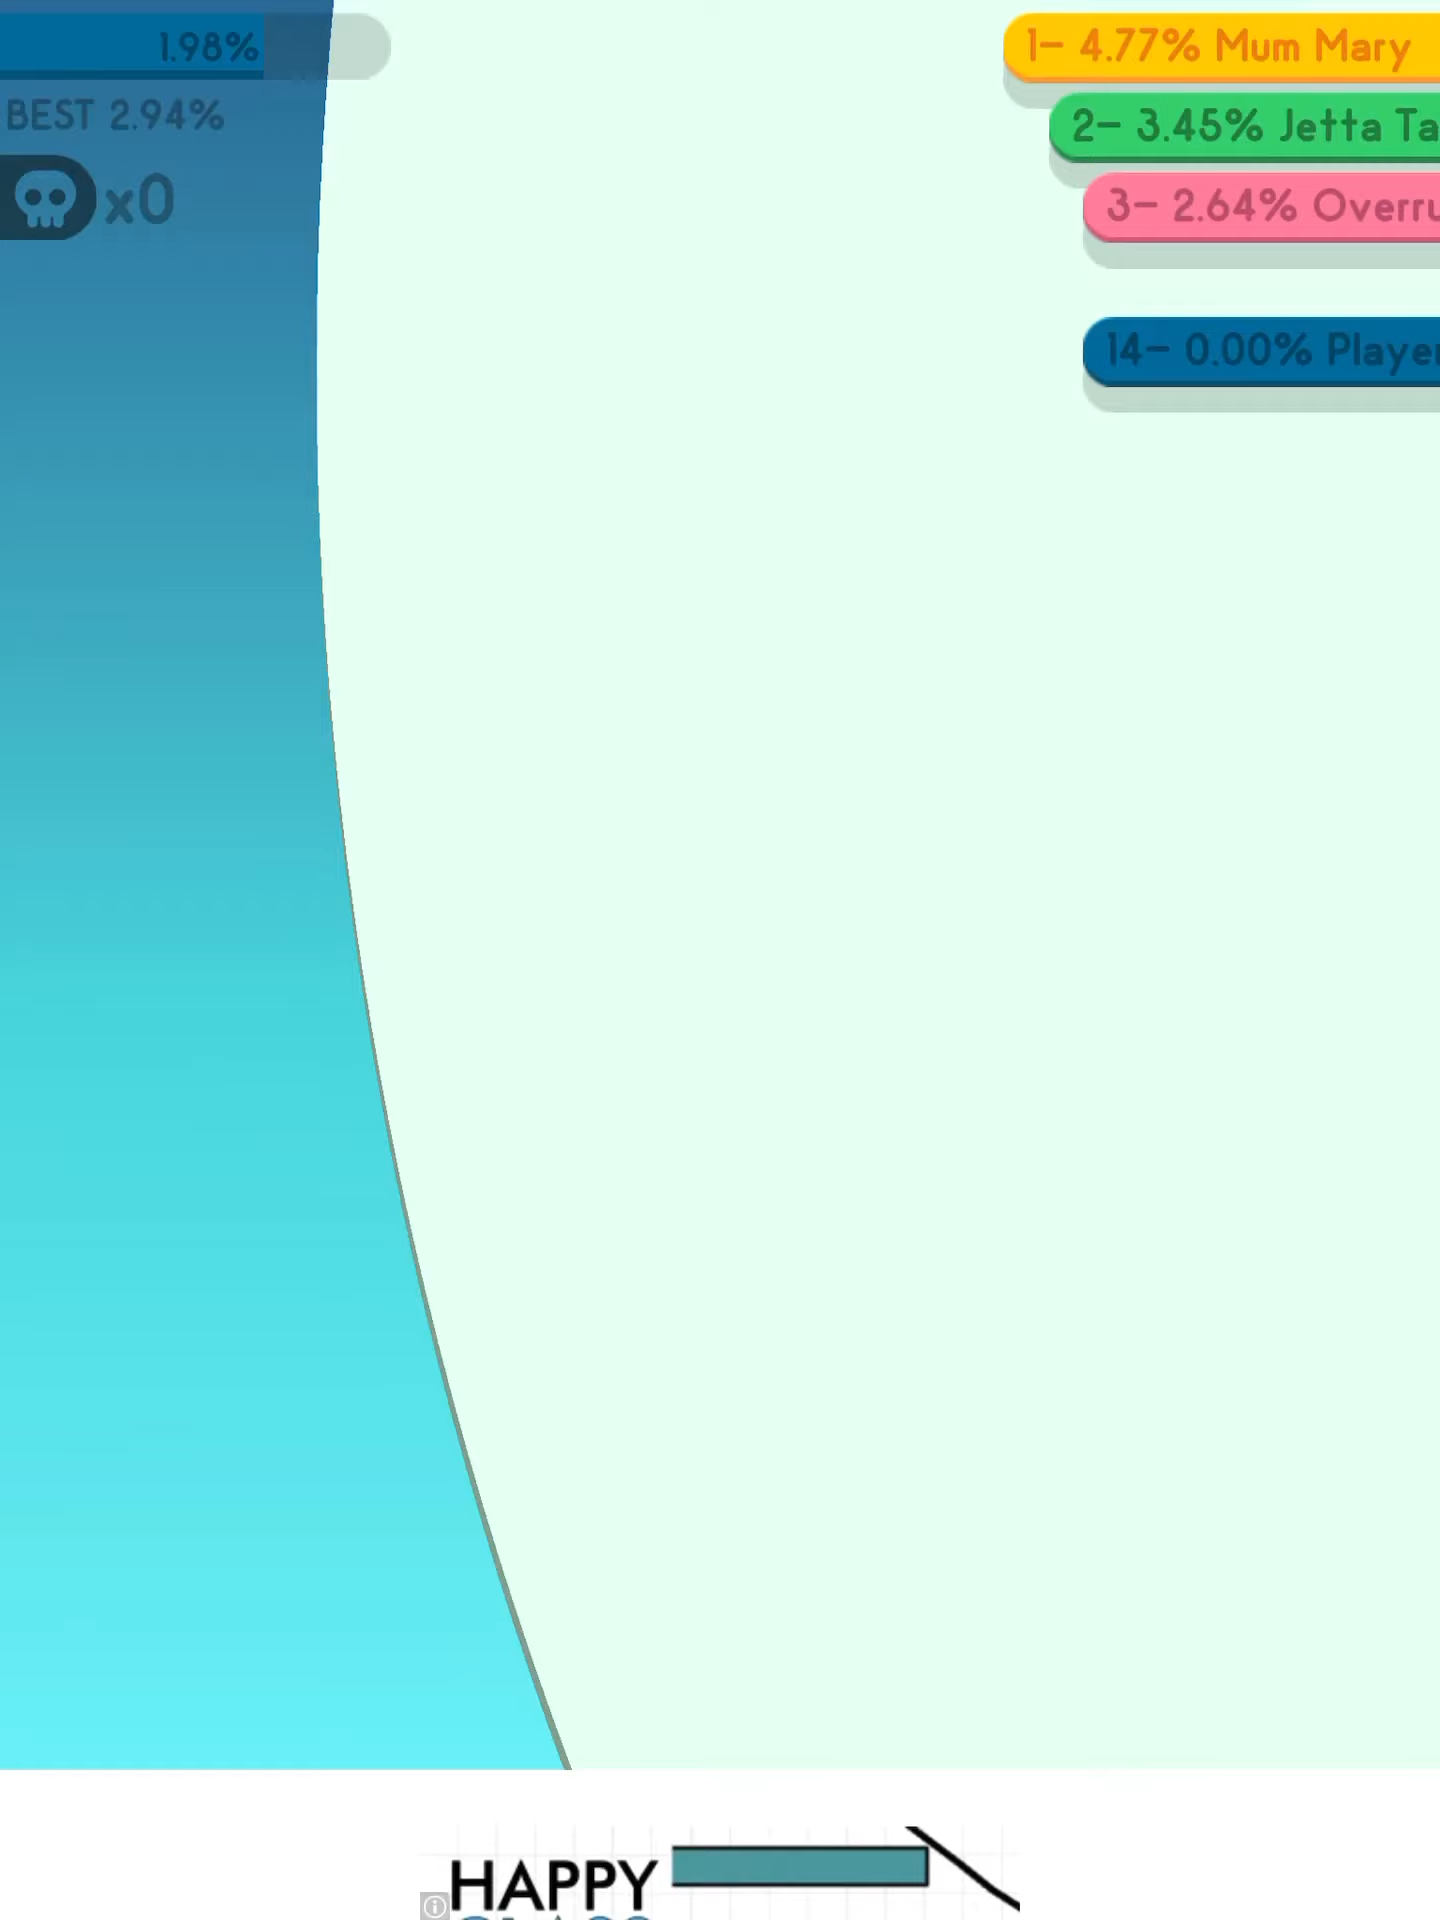 1.98%
BEST 2.94%
x0
1- 4.77% Mum Mary
2- 3.45% Jetta Ta
3- 2.64% Overru
14- 0.00% Player
HAPPY